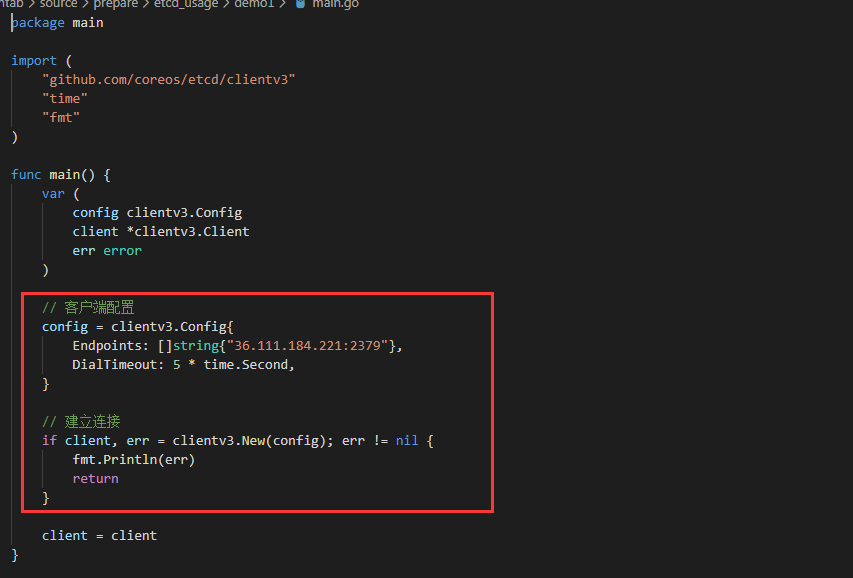 ntab > source > prepare > etcd_usage > demo1 > main.go
package main
import (
"github.com/coreos/etcd/clientv3"
"time"
"fmt"
)
func main() {
var (
config clientv3.Config
client *clientv3.Client
err error
)
// 客户端配置
config = clientv3.Config{
Endpoints: []string{"36.111.184.221:2379"},
DialTimeout: 5 * time.Second,
}
// 建立连接
if client, err = clientv3.New(config); err != nil {
fmt.Println(err)
return
}
client = client
}